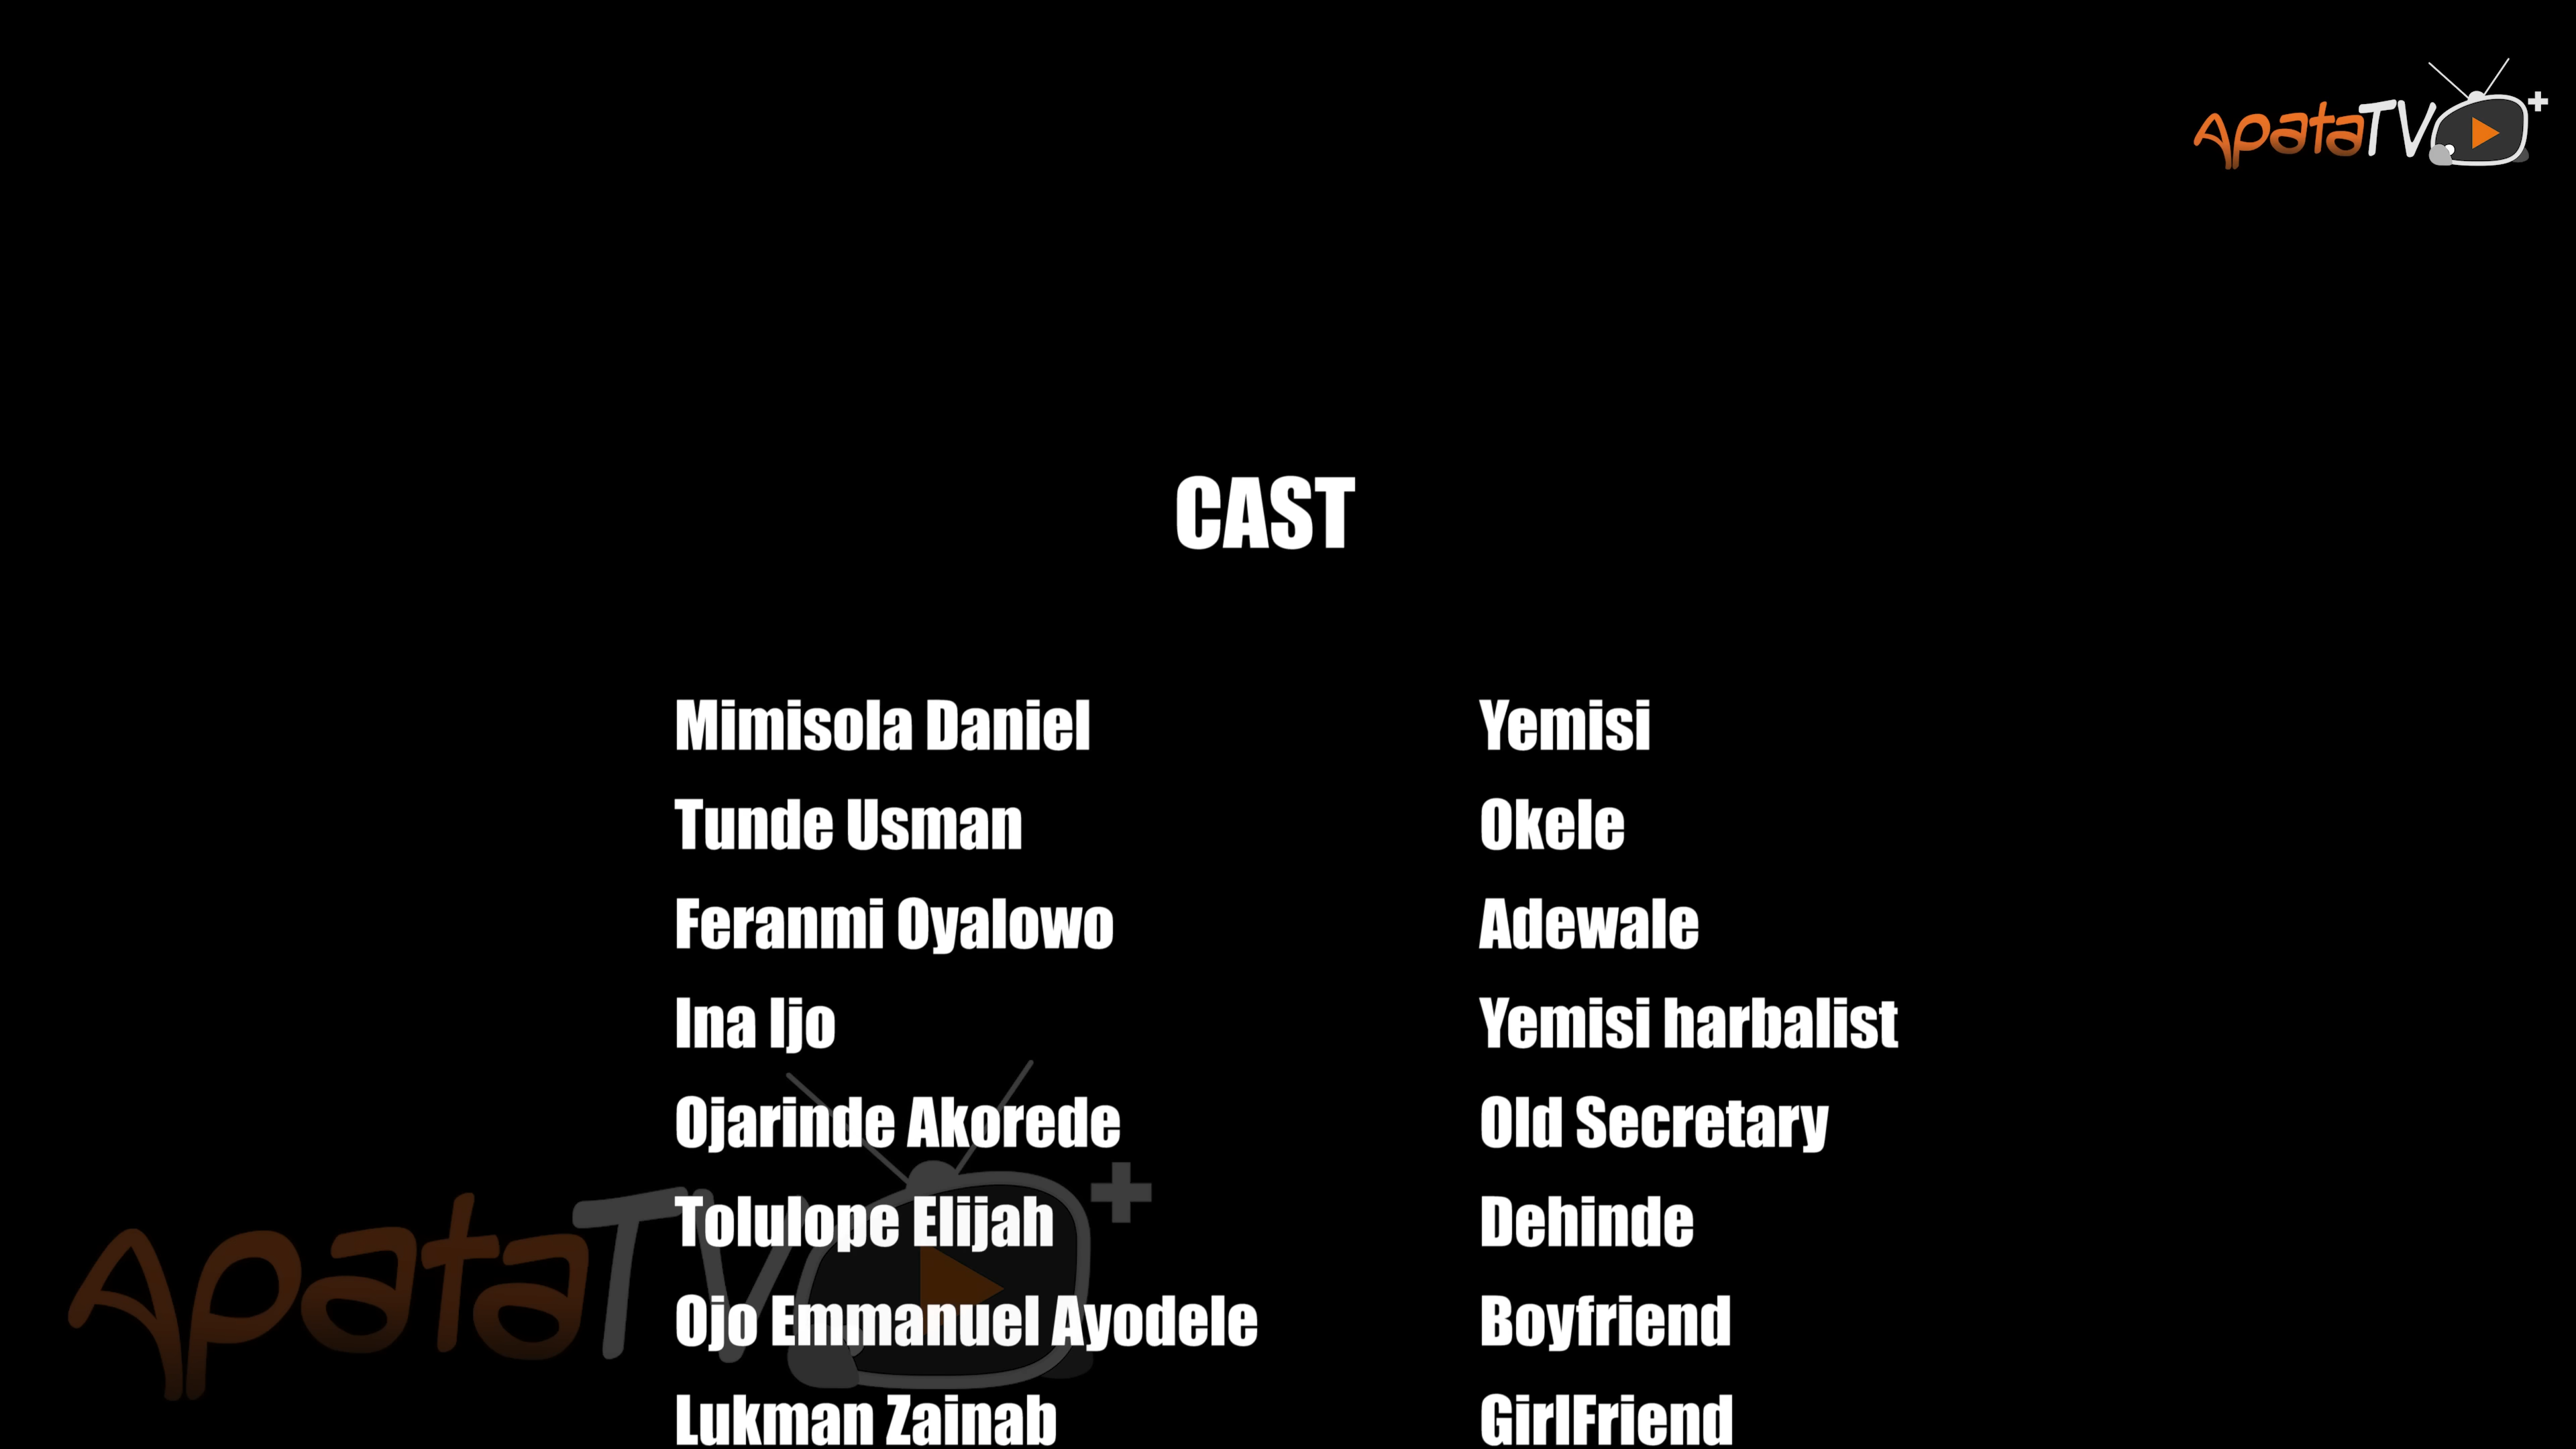 ApataTV+
CAST
Mimisola Daniel Yemisi
Tunde Usman Okele
Feranmi Oyalowo Adewale
Ina Ijo Yemisi harbalist
Ojarinde Akorede Old Secretary
Tolulope Elijah Dehinde
Ojo Emmanuel Ayodele Boyfriend
Lukman Zainab GirlFriend
ApataTV+